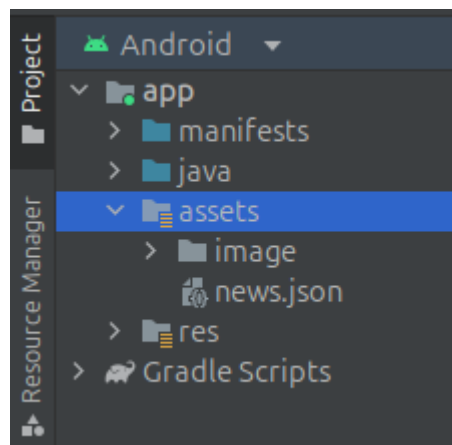 Project
Resource Manager
Android
app
manifests
java
assets
image
news.json
res
Gradle Scripts